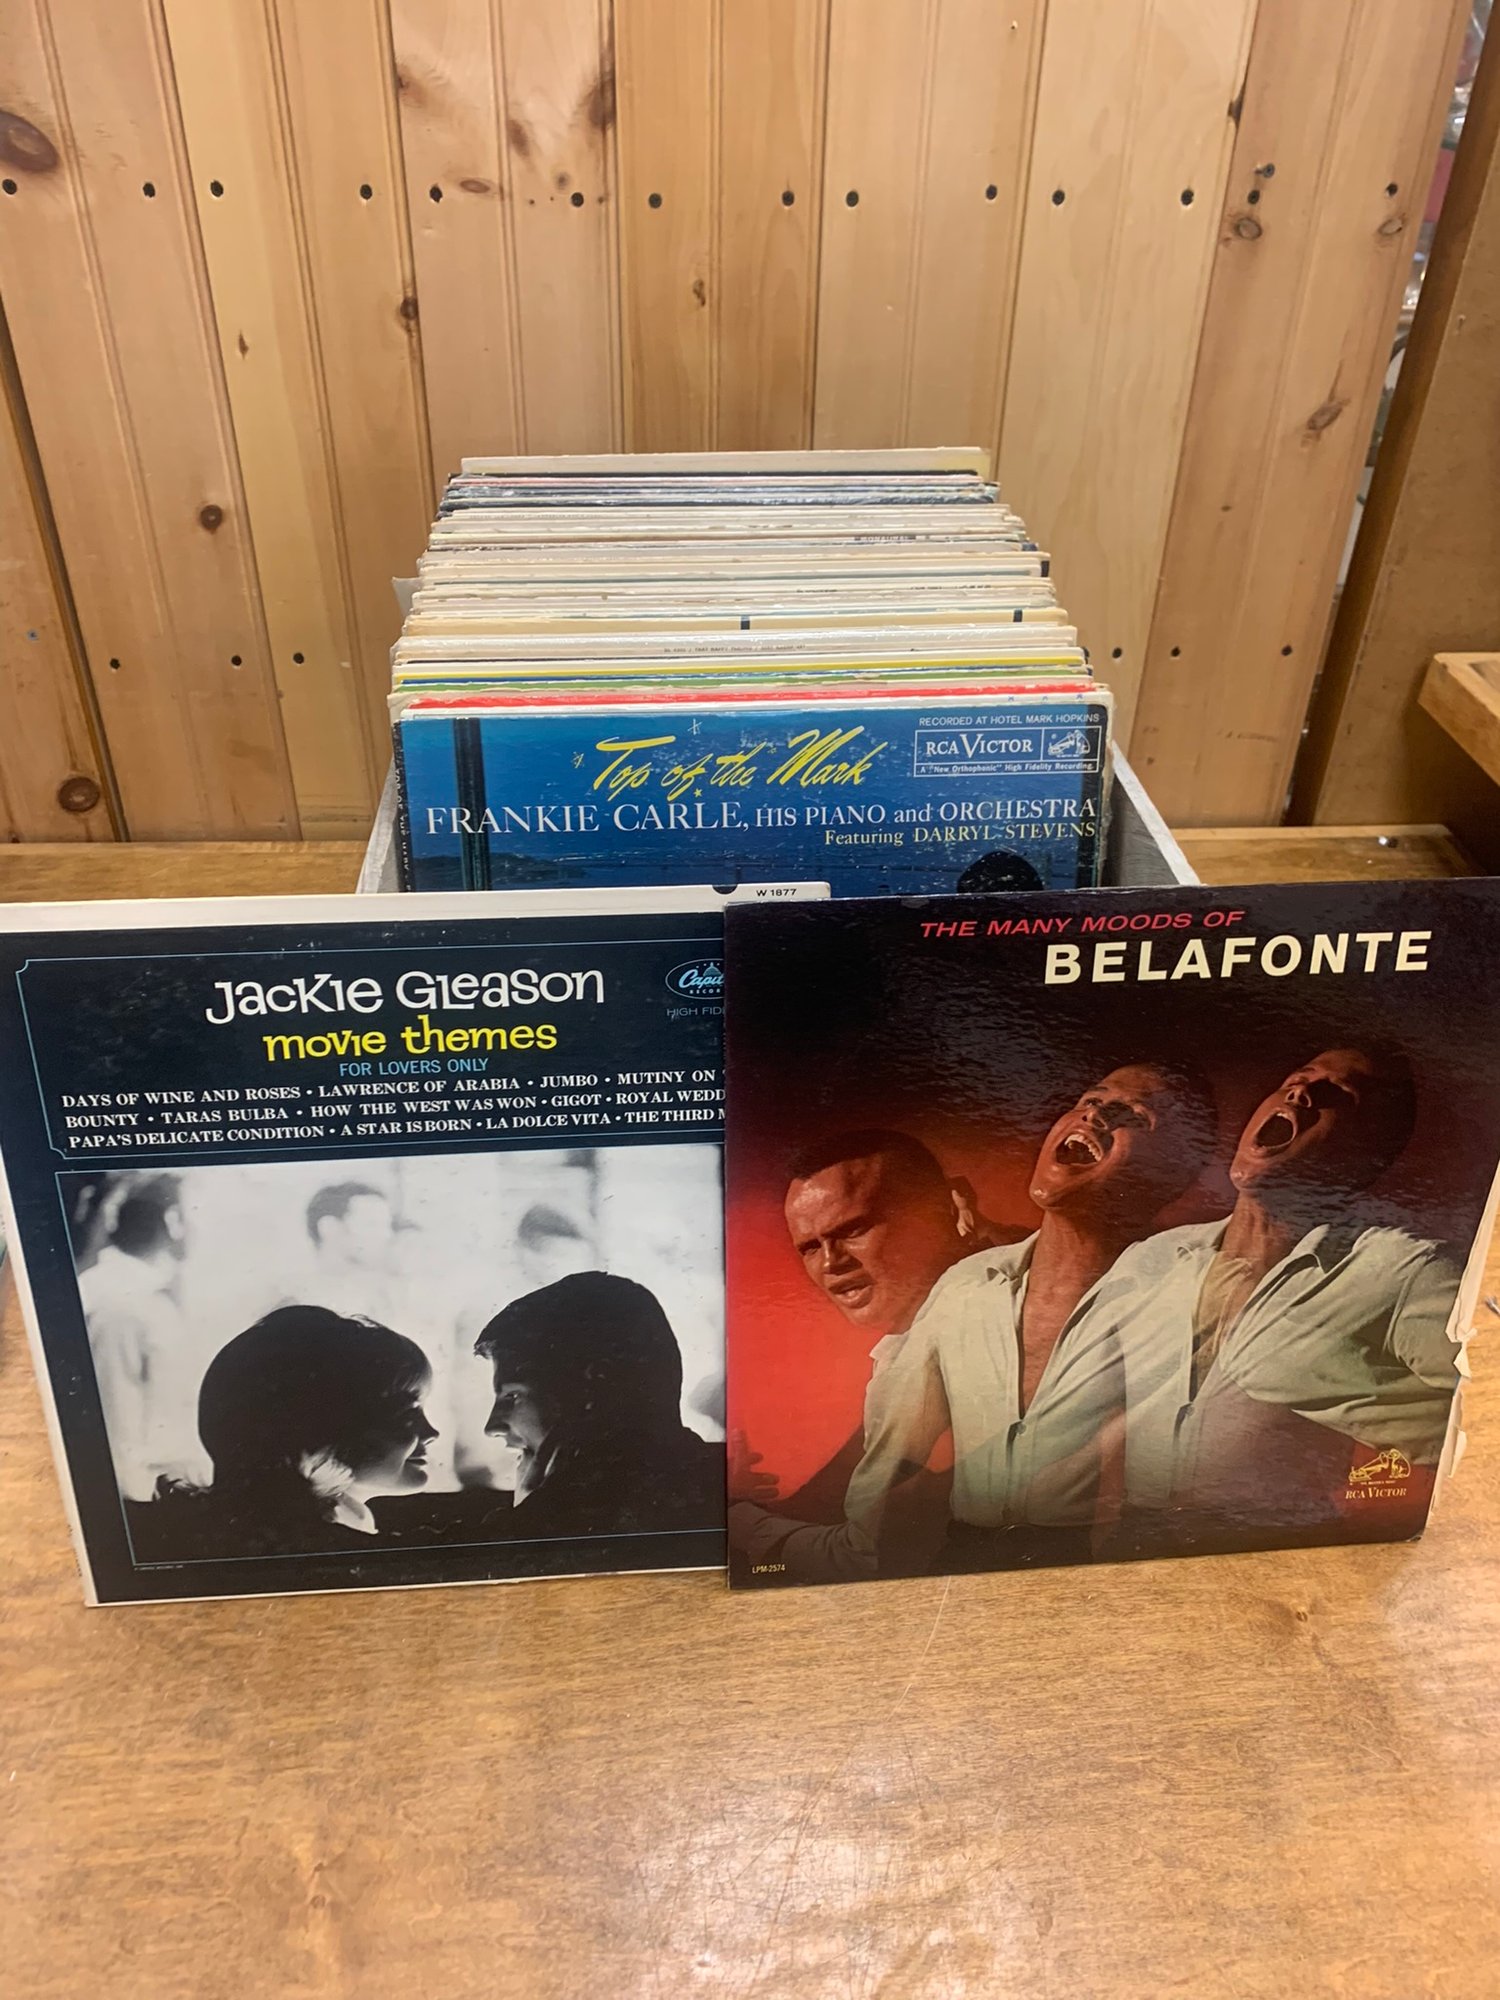 Top of the Mark
RECORDED AT HOTEL MARK HOPKINS
RCA VICTOR
A "New Orthophonic" High Fidelity Recording
FRANKIE CARLE, HIS PIANO and ORCHESTRA
Featuring DARRYL STEVENS
W 1877
Jackie Gleason
movie themes
FOR LOVERS ONLY
HIGH
DAYS OF WINE AND ROSES • LAWRENCE OF ARABIA • JUMBO • MUTINY ON
BOUNTY • TARAS BULBA • HOW THE WEST WAS WON • GIGOT • ROYAL WEDD
PAPA'S DELICATE CONDITION • A STAR IS BORN • LA DOLCE VITA • THE THIRD M
THE MANY MOODS OF
BELAFONTE
RCA VICTOR
LPM-2574